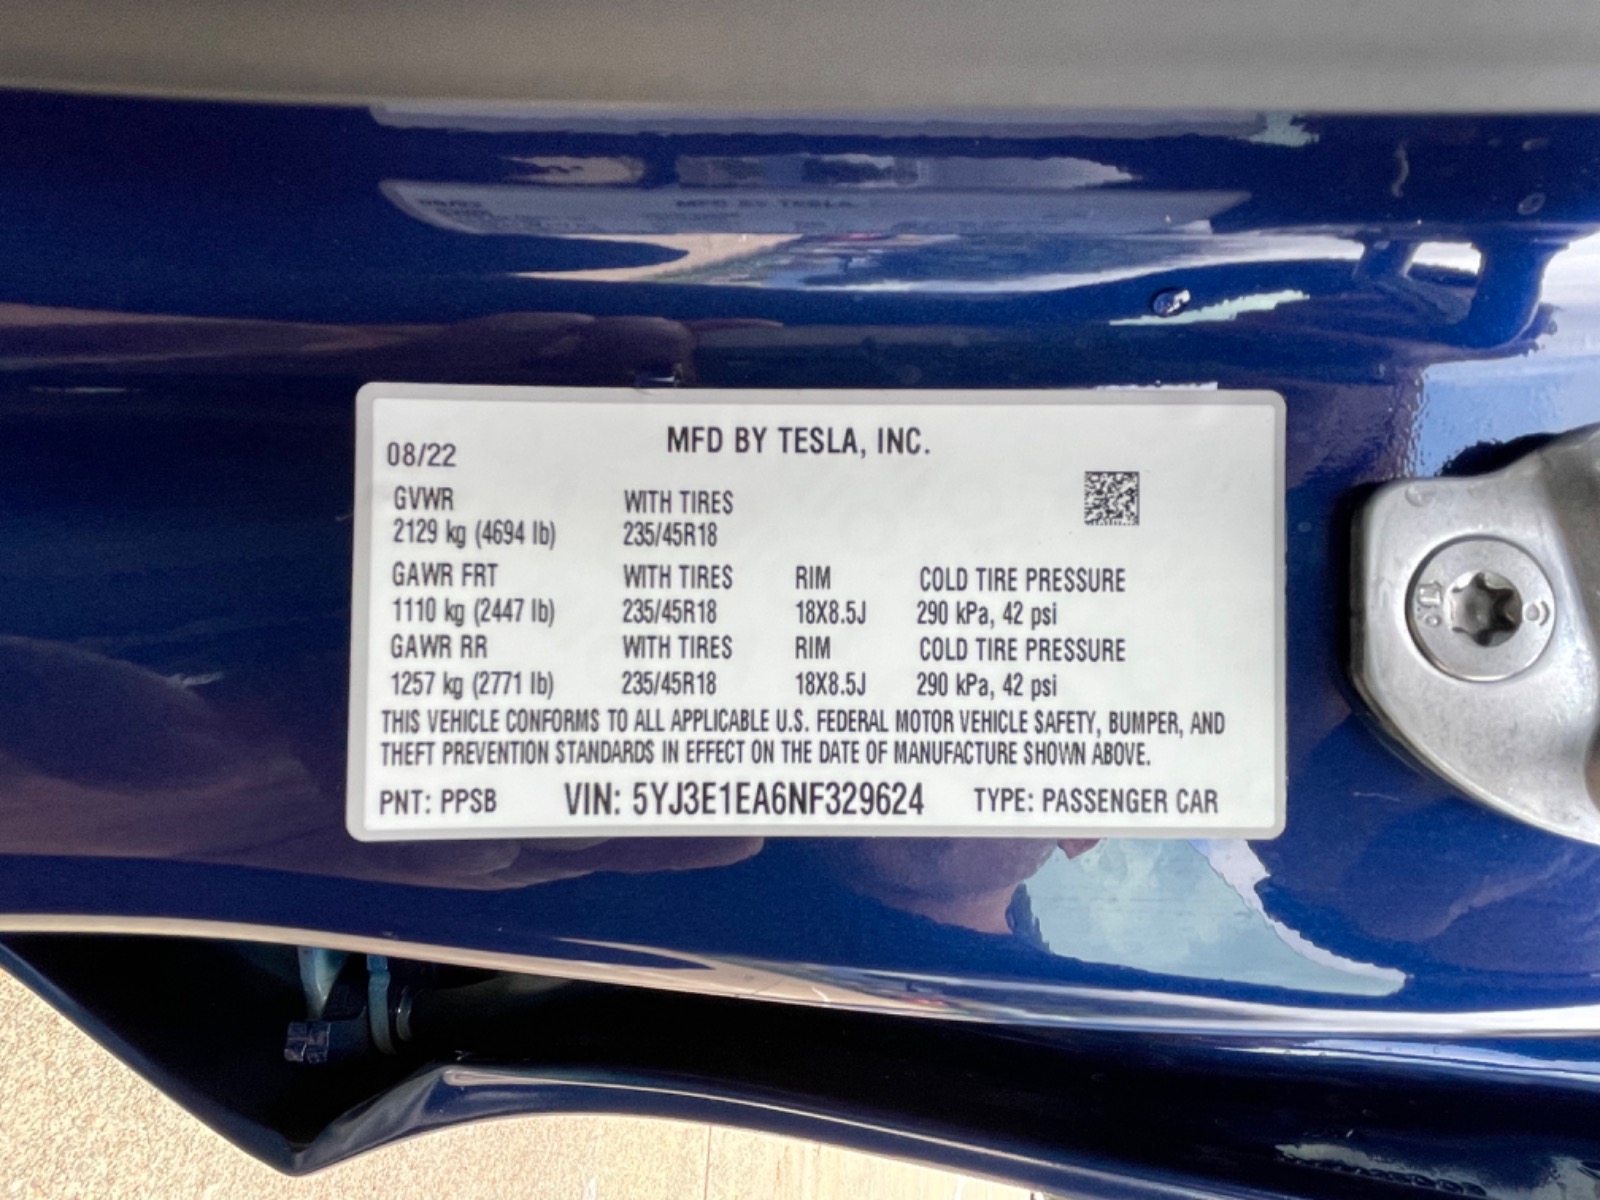 MFD BY TESLA, INC.
08/22
GVWR WITH TIRES
2129 kg (4694 lb) 235/45R18
GAWR FRT WITH TIRES RIM COLD TIRE PRESSURE
1110 kg (2447 lb) 235/45R18 18X8.5J 290 kPa, 42 psi
GAWR RR WITH TIRES RIM COLD TIRE PRESSURE
1257 kg (2771 lb) 235/45R18 18X8.5J 290 kPa, 42 psi
THIS VEHICLE CONFORMS TO ALL APPLICABLE U.S. FEDERAL MOTOR VEHICLE SAFETY, BUMPER, AND
THEFT PREVENTION STANDARDS IN EFFECT ON THE DATE OF MANUFACTURE SHOWN ABOVE.
PNT: PPSB VIN: 5YJ3E1EA6NF329624 TYPE: PASSENGER CAR